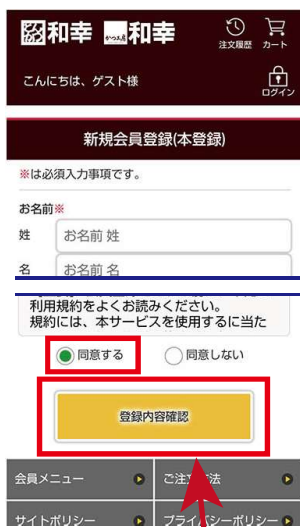 和幸 かつ工房 和幸
注文履歴 カート
こんにちは、ゲスト様
ログイン
新規会員登録(本登録)
※は必須入力事項です。
お名前※
姓 お名前 姓
名 お名前 名
利用規約をよくお読みください。
規約には、本サービスを使用するに当た
同意する 同意しない
登録内容確認
会員メニュー ご注 法
サイトポリシー プライバシーポリシー